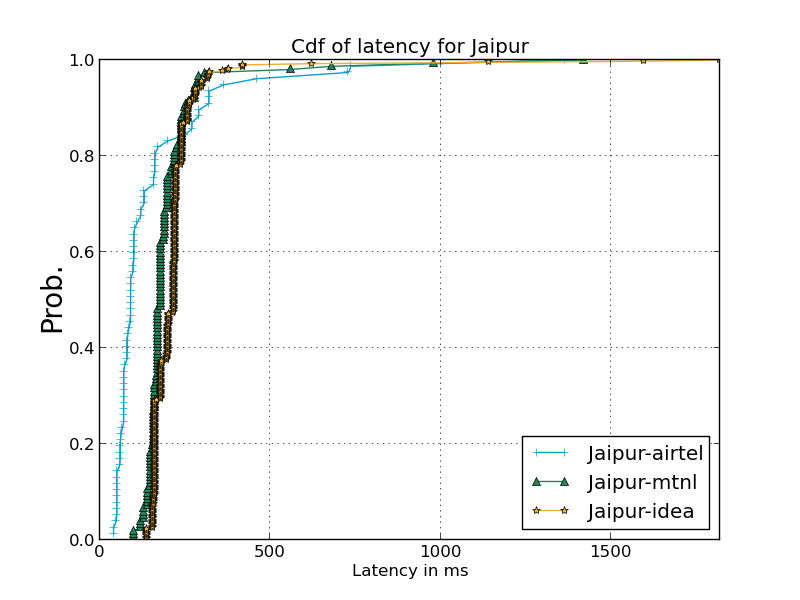 Cdf of latency for Jaipur
1.0
0.8
0.6
0.4
0.2
0.0
Prob.
0
500
1000
1500
Latency in ms
Jaipur-airtel
Jaipur-mtnl
Jaipur-idea